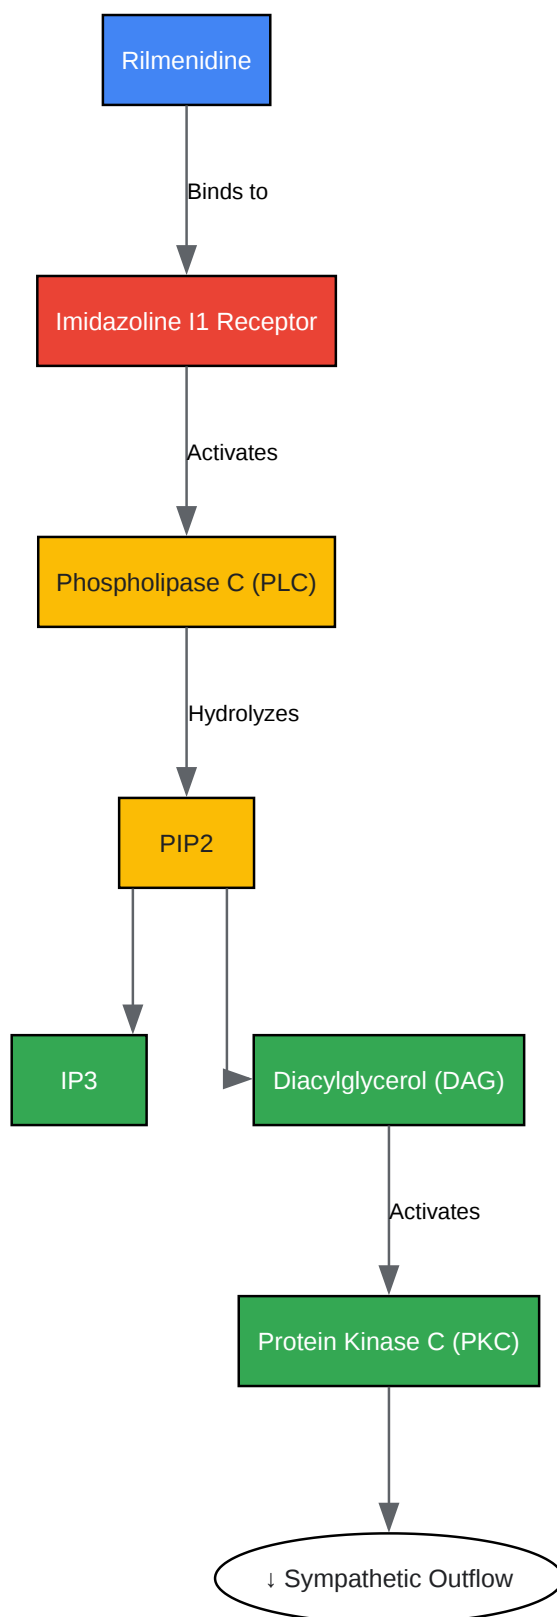 Rilmenidine
Binds to
Imidazoline I1 Receptor
Activates
Phospholipase C (PLC)
Hydrolyzes
PIP2
IP3
Diacylglycerol (DAG)
Activates
Protein Kinase C (PKC)
↓ Sympathetic Outflow